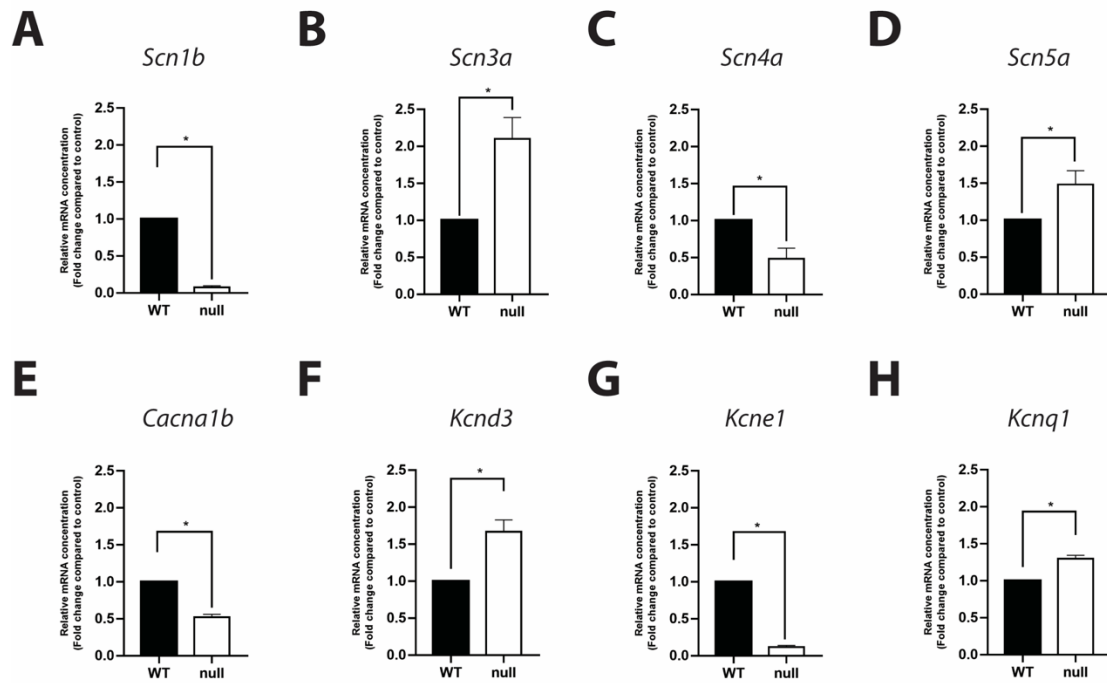 A
Scn1b
Relative mRNA concentration
(Fold change compared to control)
2.5
2.0
1.5
1.0
0.5
0.0
*
WT null
B
Scn3a
Relative mRNA concentration
(Fold change compared to control)
2.5
2.0
1.5
1.0
0.5
0.0
*
WT null
C
Scn4a
Relative mRNA concentration
(Fold change compared to control)
2.5
2.0
1.5
1.0
0.5
0.0
*
WT null
D
Scn5a
Relative mRNA concentration
(Fold change compared to control)
2.5
2.0
1.5
1.0
0.5
0.0
*
WT null
E
Cacna1b
Relative mRNA concentration
(Fold change compared to control)
2.5
2.0
1.5
1.0
0.5
0.0
*
WT null
F
Kcnd3
Relative mRNA concentration
(Fold change compared to control)
2.5
2.0
1.5
1.0
0.5
0.0
*
WT null
G
Kcne1
Relative mRNA concentration
(Fold change compared to control)
2.5
2.0
1.5
1.0
0.5
0.0
*
WT null
H
Kcnq1
Relative mRNA concentration
(Fold change compared to control)
2.5
2.0
1.5
1.0
0.5
0.0
*
WT null